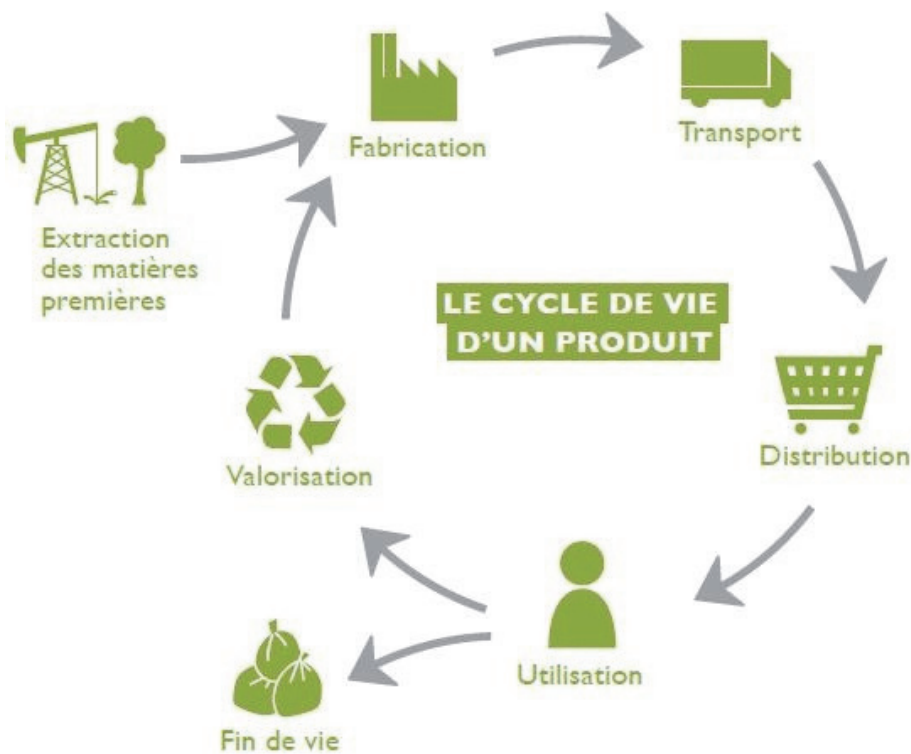 Fabrication
Transport
Extraction
des matières
premières
LE CYCLE DE VIE
D'UN PRODUIT
Valorisation
Distribution
Utilisation
Fin de vie